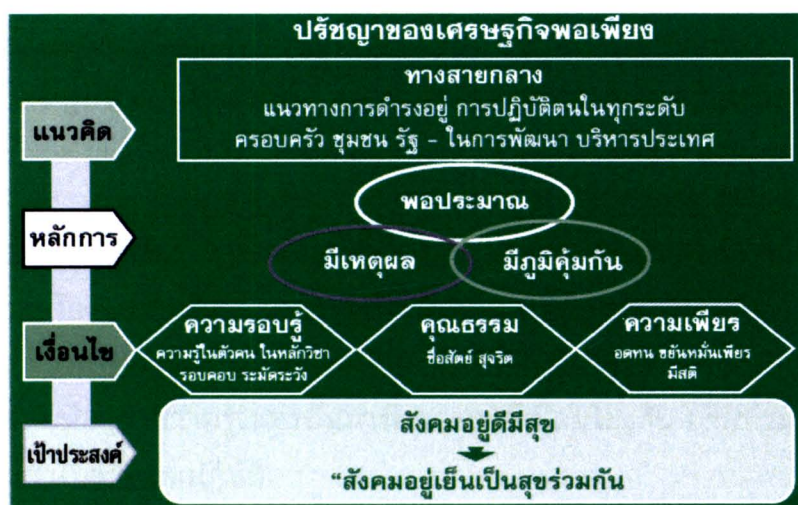 ปรัชญาของเศรษฐกิจพอเพียง
ทางสายกลาง
แนวทางการดำรงอยู่ การปฏิบัติตนในทุกระดับ
ครอบครัว ชุมชน รัฐ – ในการพัฒนา บริหารประเทศ
แนวคิด
หลักการ
พอประมาณ
มีเหตุผล
มีภูมิคุ้มกัน
เงื่อนไข
ความรอบรู้
ความรู้ในตัวคน ในหลักวิชา
รอบคอบ ระมัดระวัง
คุณธรรม
ซื่อสัตย์ สุจริต
ความเพียร
อดทน ขยันหมั่นเพียร
มีสติ
เป้าประสงค์
สังคมอยู่ดีมีสุข
“สังคมอยู่เย็นเป็นสุขร่วมกัน